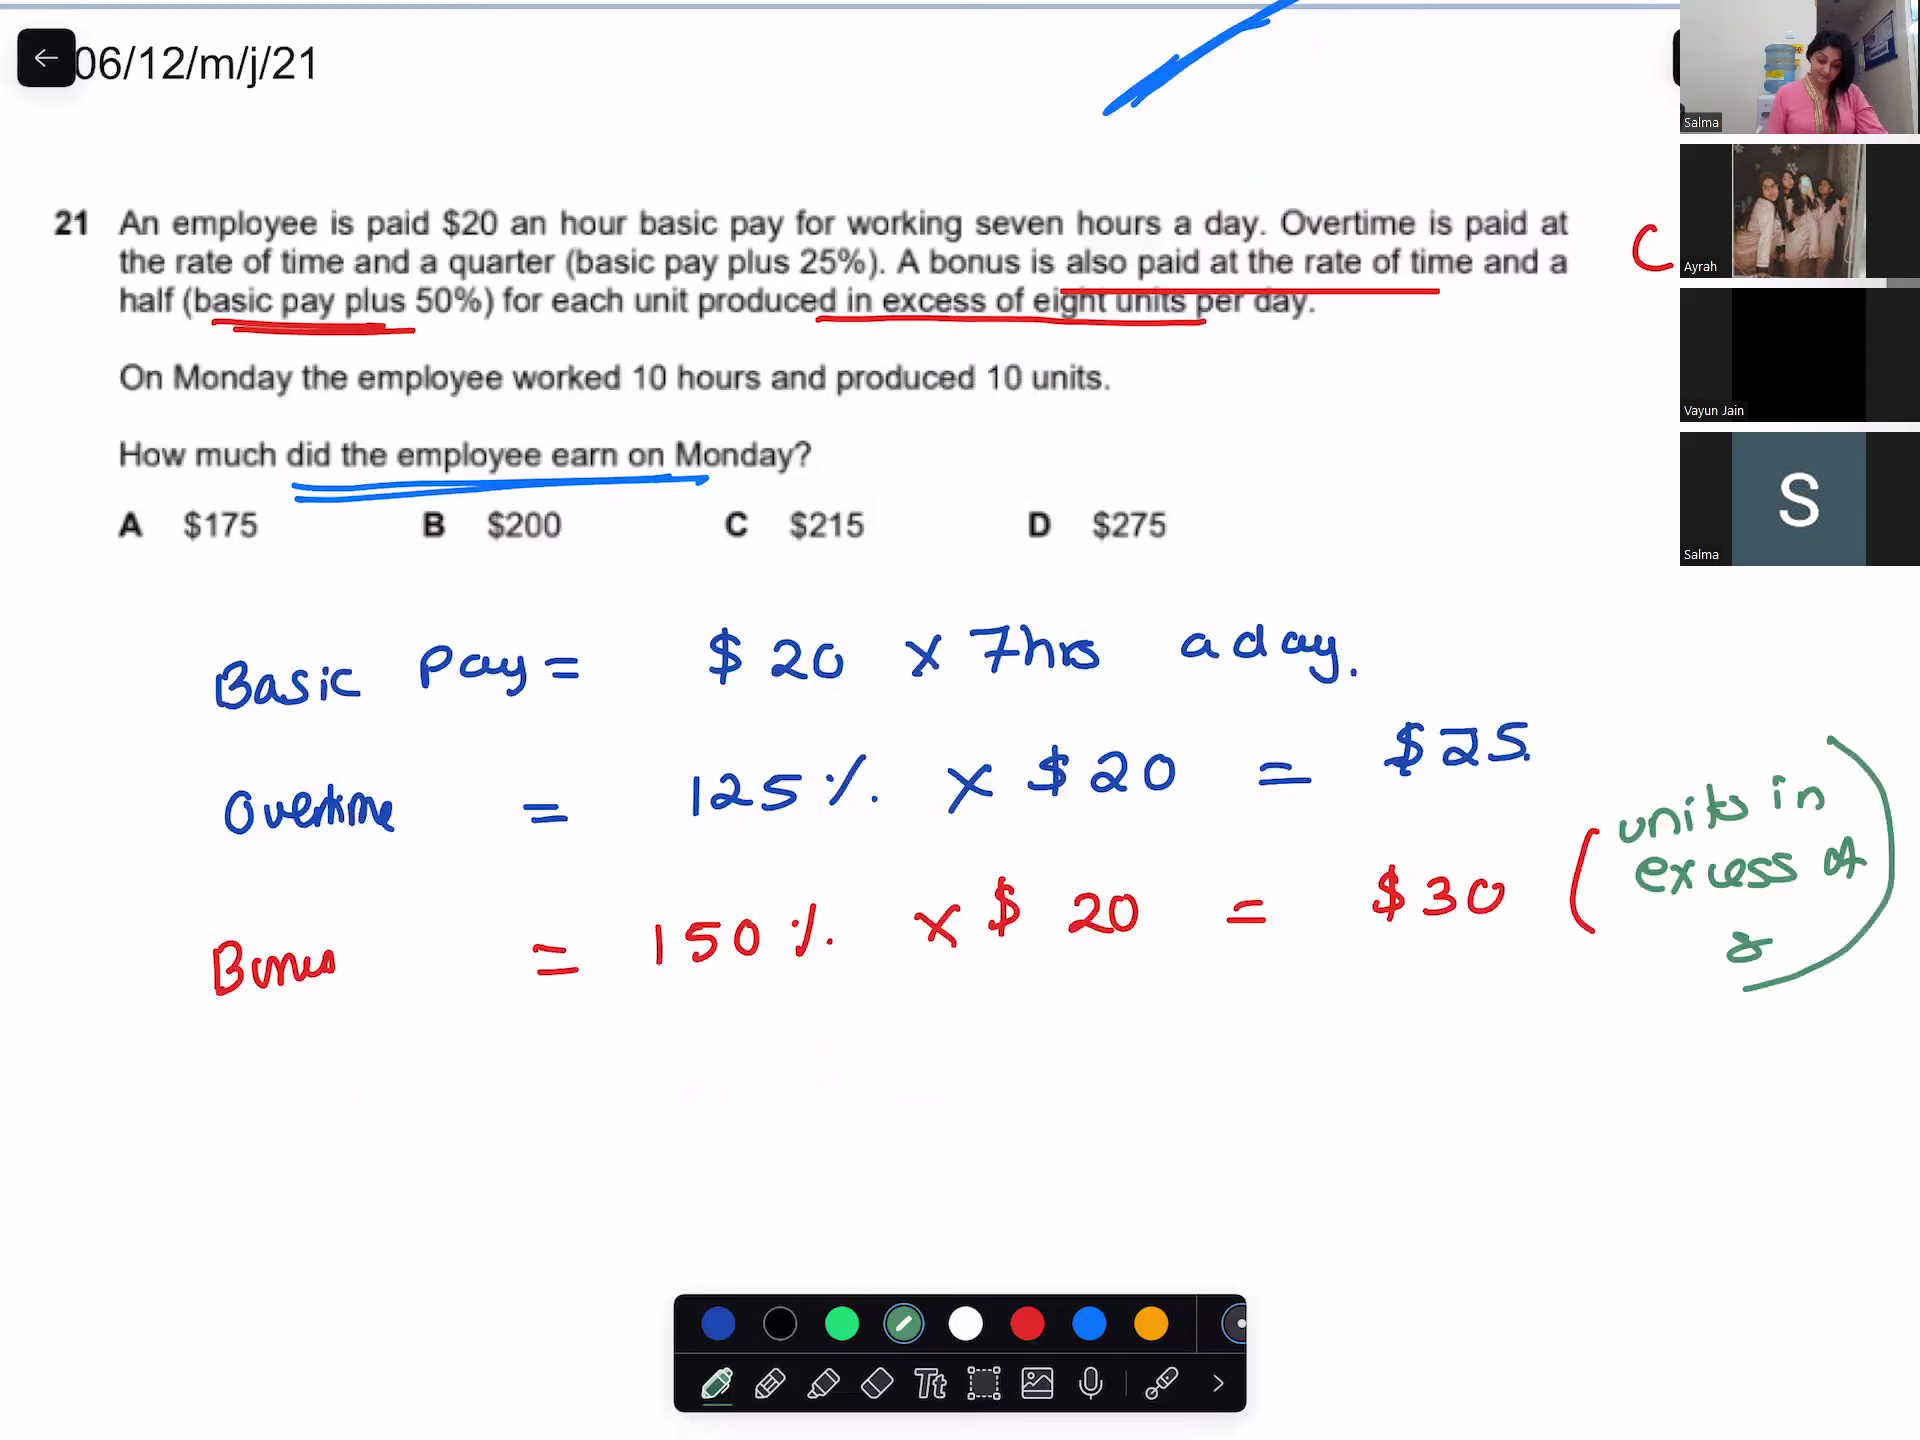 06/12/m/j/21
Salma
21 An employee is paid $20 an hour basic pay for working seven hours a day. Overtime is paid at
the rate of time and a quarter (basic pay plus 25%). A bonus is also paid at the rate of time and a
half (basic pay plus 50%) for each unit produced in excess of eight units per day.
C
Ayrah
On Monday the employee worked 10 hours and produced 10 units.
Vayun Jain
How much did the employee earn on Monday?
A $175 B $200 C $215 D $275
S
Salma
Basic Pay = $20 x 7hrs a day.
Overtime = 125% x $20 = $25.
Bonus = 150% x $20 = $30 (units in
excess of
8)
Tt